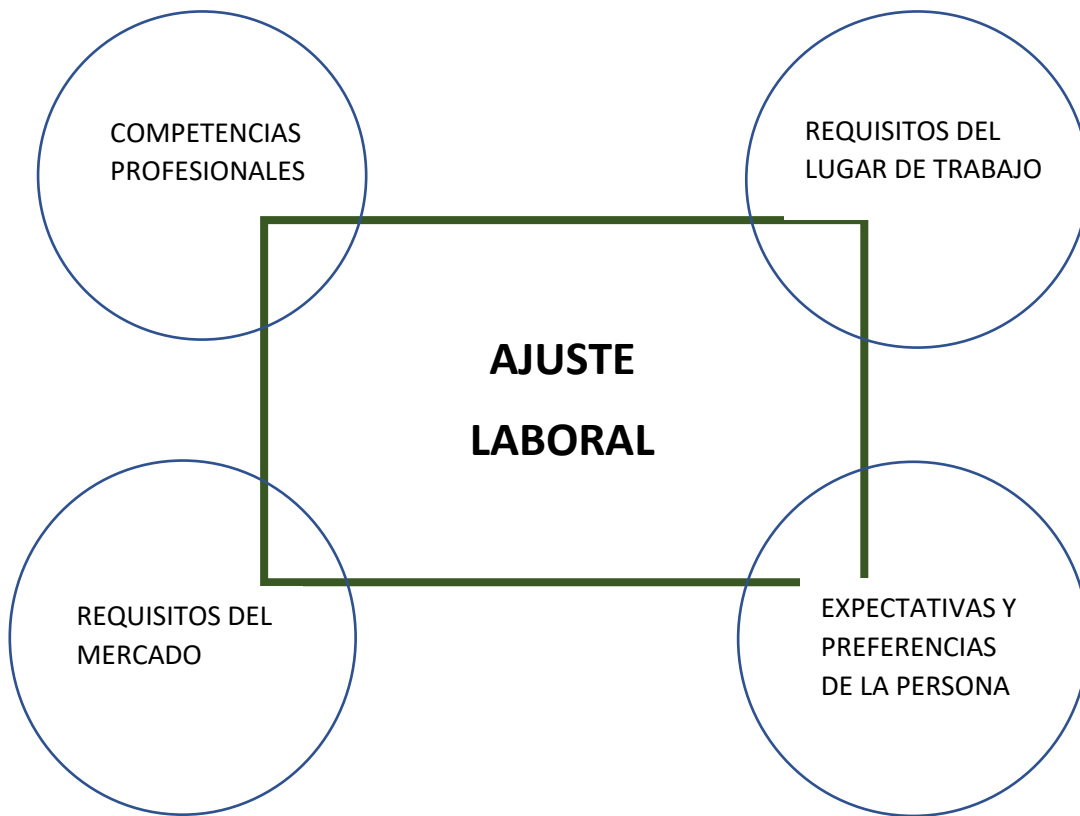 COMPETENCIAS
PROFESIONALES
REQUISITOS DEL
LUGAR DE TRABAJO
AJUSTE
LABORAL
REQUISITOS DEL
MERCADO
EXPECTATIVAS Y
PREFERENCIAS
DE LA PERSONA